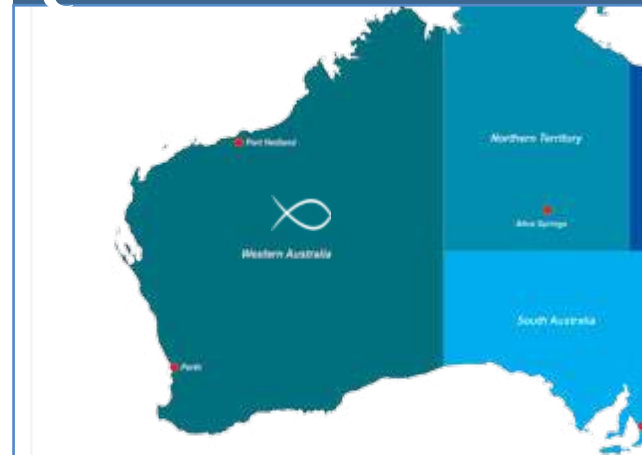 Port Hedland
Northern Territory
Alice Springs
Western Australia
South Australia
Perth